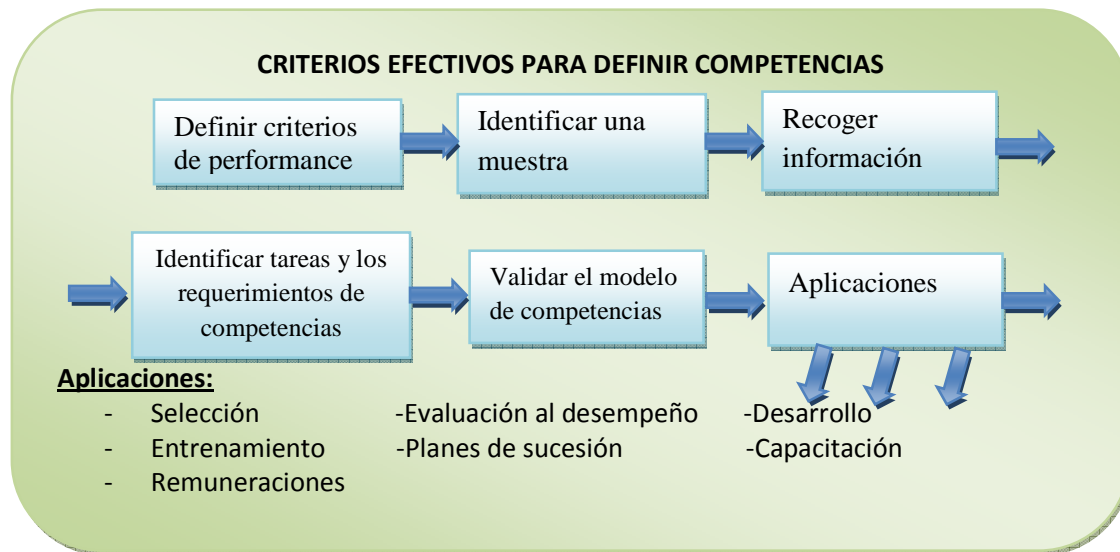 CRITERIOS EFECTIVOS PARA DEFINIR COMPETENCIAS
Definir criterios
de performance
Identificar una
muestra
Recoger
información
Identificar tareas y los
requerimientos de
competencias
Validar el modelo
de competencias
Aplicaciones
Aplicaciones:
- Selección -Evaluación al desempeño -Desarrollo
- Entrenamiento -Planes de sucesión -Capacitación
- Remuneraciones